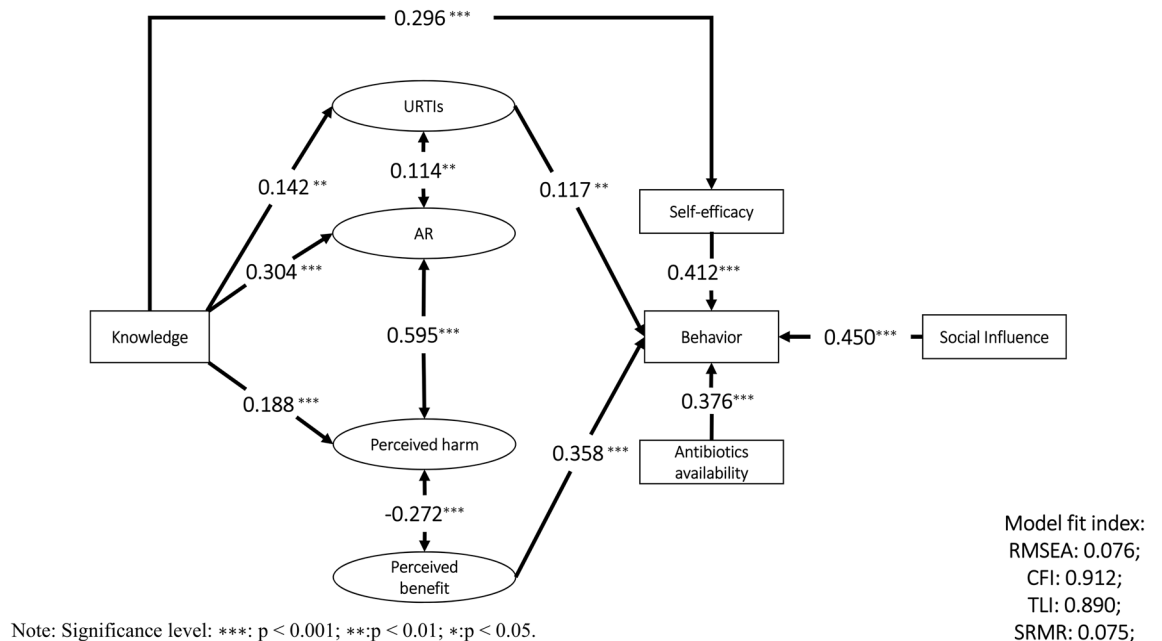 0.296 ***
URTIs
0.142 **
0.114**
0.117 **
Self-efficacy
AR
0.304 ***
0.412***
Knowledge
0.595***
Behavior
0.450***
Social Influence
0.188 ***
0.376***
Perceived harm
0.358 ***
Antibiotics
availability
-0.272***
Perceived
benefit
Model fit index:
RMSEA: 0.076;
CFI: 0.912;
TLI: 0.890;
SRMR: 0.075;
Note: Significance level: ***: p < 0.001; **:p < 0.01; *:p < 0.05.